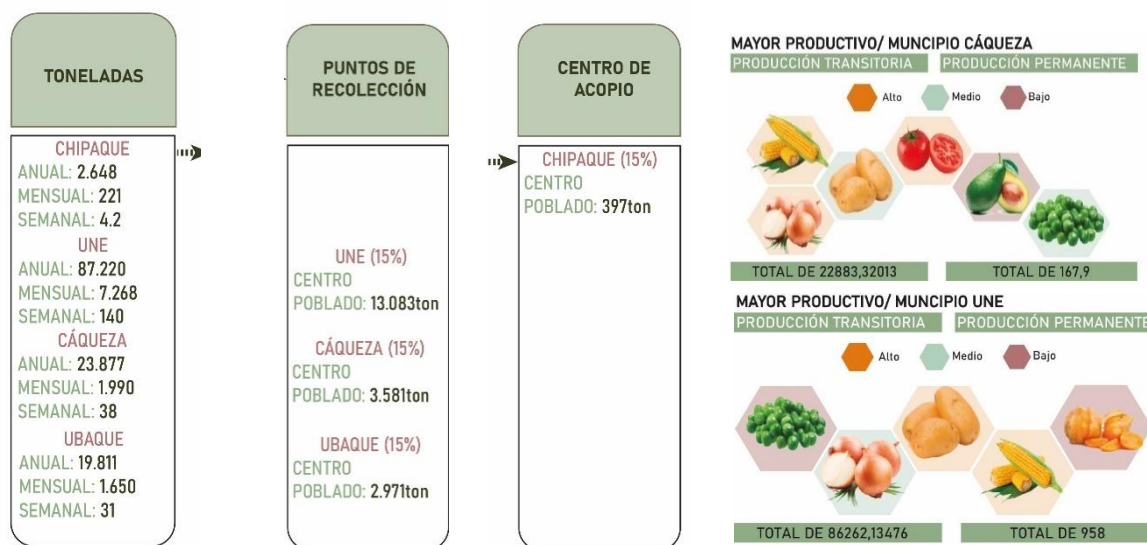 TONELADAS
CHIPAQUE
ANUAL: 2.648
MENSUAL: 221
SEMANAL: 4.2
UNE
ANUAL: 87.220
MENSUAL: 7.268
SEMANAL: 140
CÁQUEZA
ANUAL: 23.877
MENSUAL: 1.990
SEMANAL: 38
UBAQUE
ANUAL: 19.811
MENSUAL: 1.650
SEMANAL: 31
PUNTOS DE
RECOLECCIÓN
UNE (15%)
CENTRO
POBLADO: 13.083ton
CÁQUEZA (15%)
CENTRO
POBLADO: 3.581ton
UBAQUE (15%)
CENTRO
POBLADO: 2.971ton
CENTRO DE
ACOPIO
CHIPAQUE (15%)
CENTRO
POBLADO: 397ton
MAYOR PRODUCTIVO/ MUNCIPIO CÁQUEZA
PRODUCCIÓN TRANSITORIA PRODUCCIÓN PERMANENTE
Alto Medio Bajo
TOTAL DE 22883,32013 TOTAL DE 167,9
MAYOR PRODUCTIVO/ MUNCIPIO UNE
PRODUCCIÓN TRANSITORIA PRODUCCIÓN PERMANENTE
Alto Medio Bajo
TOTAL DE 86262,13476 TOTAL DE 958